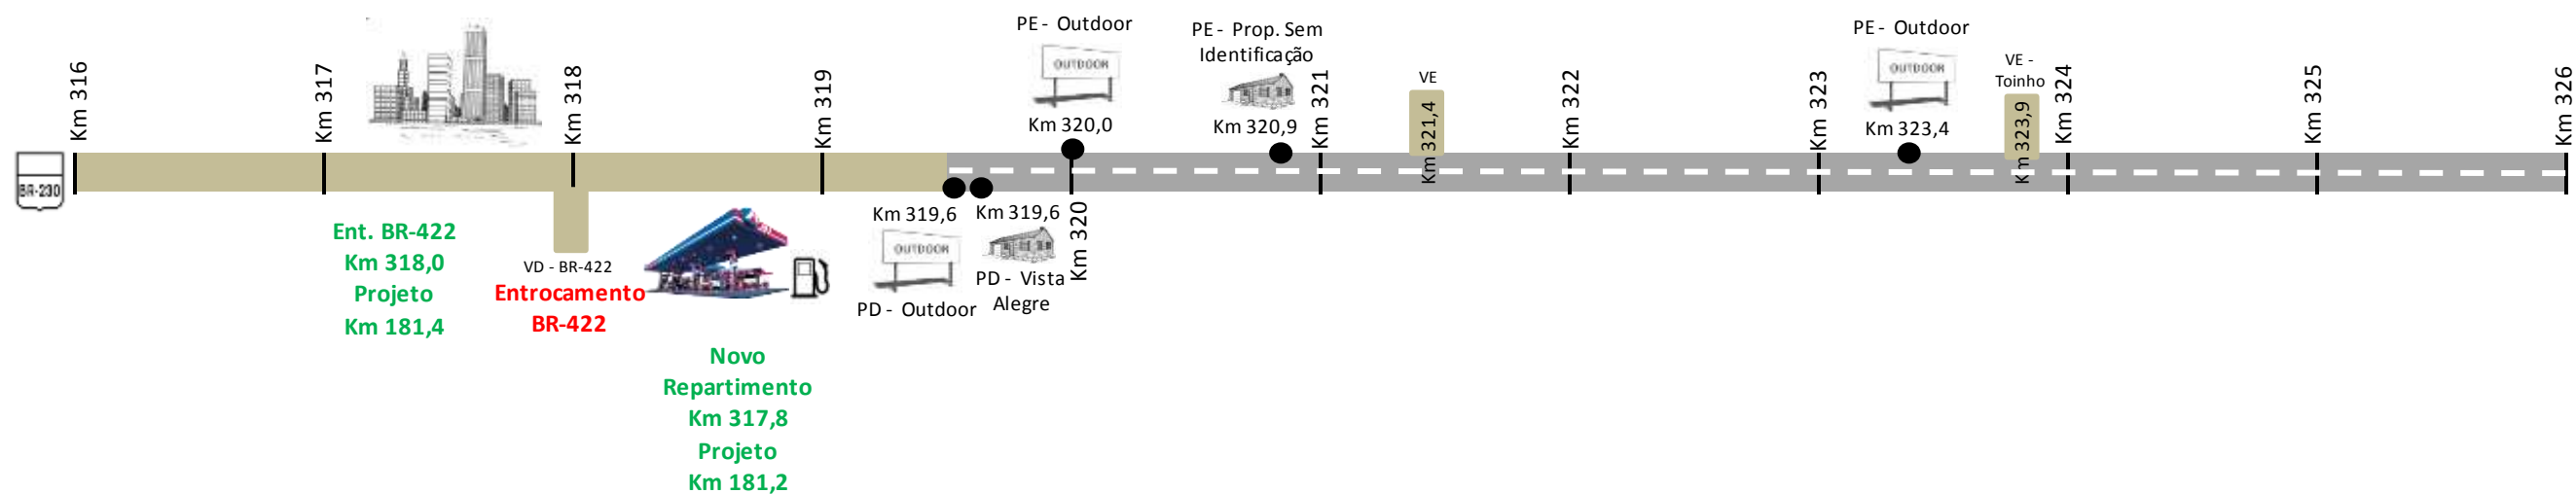 PE - Outdoor
OUTDOOR
Km 320,0
PE - Prop. Sem
Identificação
Km 320,9
VE
Km 321,4
PE - Outdoor
OUTDOOR
Km 323,4
VE -
Toinho
Km 323,9
Km 316
Km 317
Km 318
Km 319
Km 321
Km 322
Km 323
Km 324
Km 325
Km 326
BR-230
Ent. BR-422
Km 318,0
Projeto
Km 181,4
VD - BR-422
Entrocamento
BR-422
Novo
Repartimento
Km 317,8
Projeto
Km 181,2
Km 319,6
OUTDOOR
PD - Outdoor
Km 319,6
PD - Vista
Alegre
Km 320